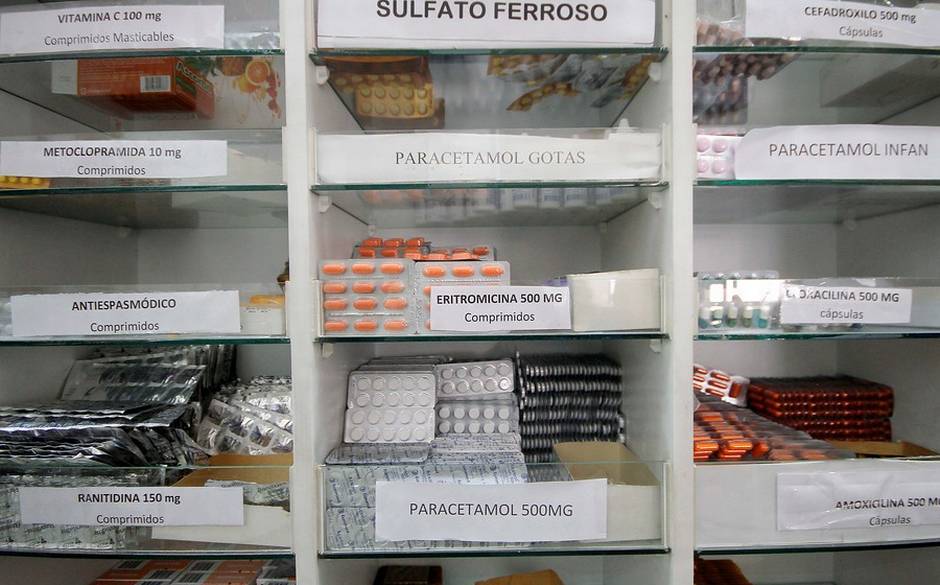 VITAMINA C 100 mg
Comprimidos Masticables
METOCLOPRAMIDA 10 mg
Comprimidos
ANTIESPASMÓDICO
Comprimidos
RANITIDINA 150 mg
Comprimidos
SULFATO FERROSO
PARACETAMOL GOTAS
ERITROMICINA 500 MG
Comprimidos
PARACETAMOL 500MG
CEFADROXILO 500 mg
Cápsulas
PARACETAMOL INFAN
OXACILINA 500 MG
cápsulas
AMOXICILINA 500 M
Cápsulas